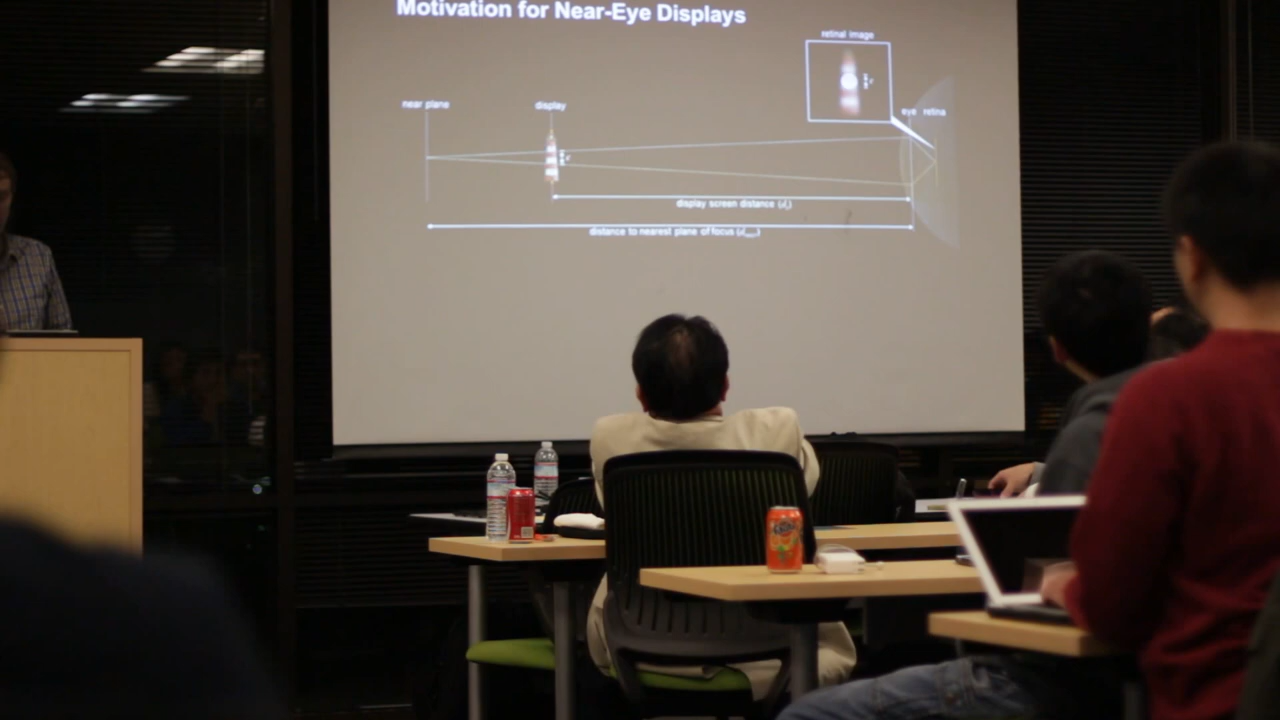 Motivation for Near-Eye Displays
retinal image
near plane
display
eye
retina
display screen distance
distance to nearest plane of focus